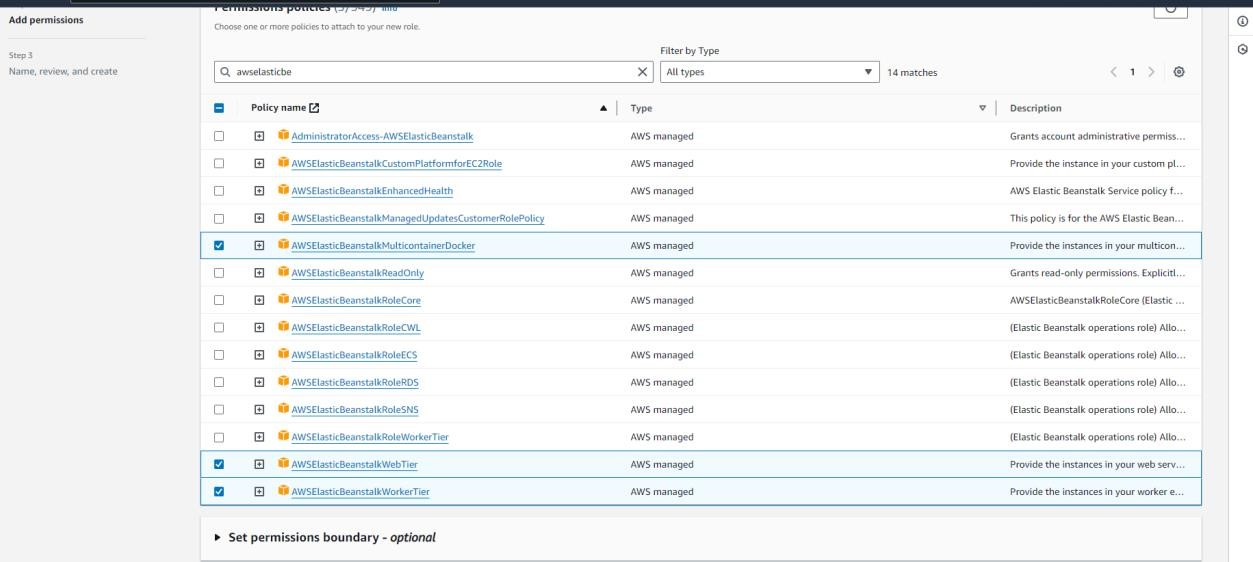 Add permissions
Step 3
Name, review, and create
Permissions policies (3/945) Info
Choose one or more policies to attach to your new role.
Filter by Type
awselasticbe
All types
14 matches
1
Policy name
Type
Description
AdministratorAccess-AWSElasticBeanstalk AWS managed Grants account administrative permiss...
AWSElasticBeanstalkCustomPlatformforEC2Role AWS managed Provide the instance in your custom pl...
AWSElasticBeanstalkEnhancedHealth AWS managed AWS Elastic Beanstalk Service policy f...
AWSElasticBeanstalkManagedUpdatesCustomerRolePolicy AWS managed This policy is for the AWS Elastic Bean...
AWSElasticBeanstalkMulticontainerDocker AWS managed Provide the instances in your multicon...
AWSElasticBeanstalkReadOnly AWS managed Grants read-only permissions. Explicitl...
AWSElasticBeanstalkRoleCore AWS managed AWSElasticBeanstalkRoleCore (Elastic ...
AWSElasticBeanstalkRoleCWL AWS managed (Elastic Beanstalk operations role) Allo...
AWSElasticBeanstalkRoleECS AWS managed (Elastic Beanstalk operations role) Allo...
AWSElasticBeanstalkRoleRDS AWS managed (Elastic Beanstalk operations role) Allo...
AWSElasticBeanstalkRoleSNS AWS managed (Elastic Beanstalk operations role) Allo...
AWSElasticBeanstalkRoleWorkerTier AWS managed (Elastic Beanstalk operations role) Allo...
AWSElasticBeanstalkWebTier AWS managed Provide the instances in your web serv...
AWSElasticBeanstalkWorkerTier AWS managed Provide the instances in your worker e...
Set permissions boundary - optional